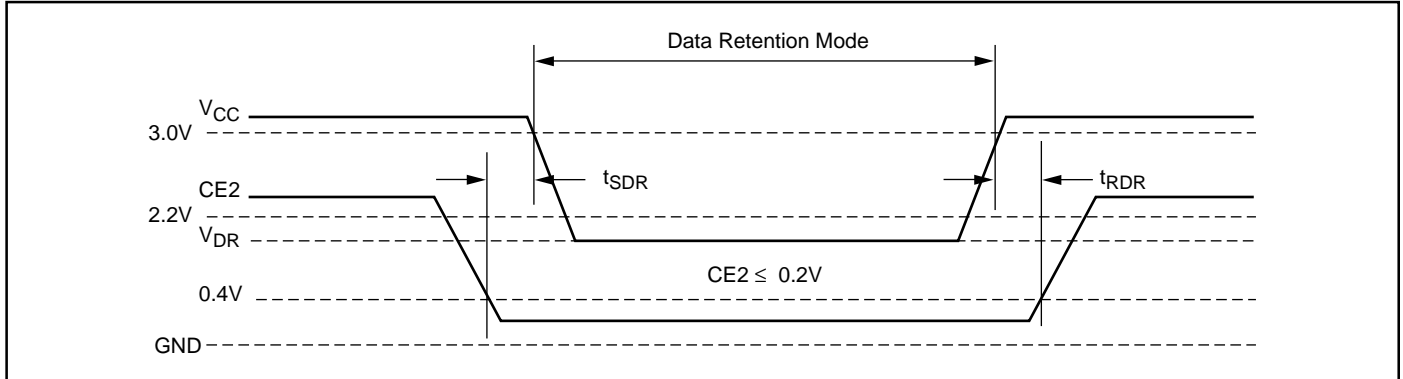 Data Retention Mode
VCC
3.0V
tSDR
tRDR
CE2
2.2V
VDR
CE2 ≤ 0.2V
0.4V
GND